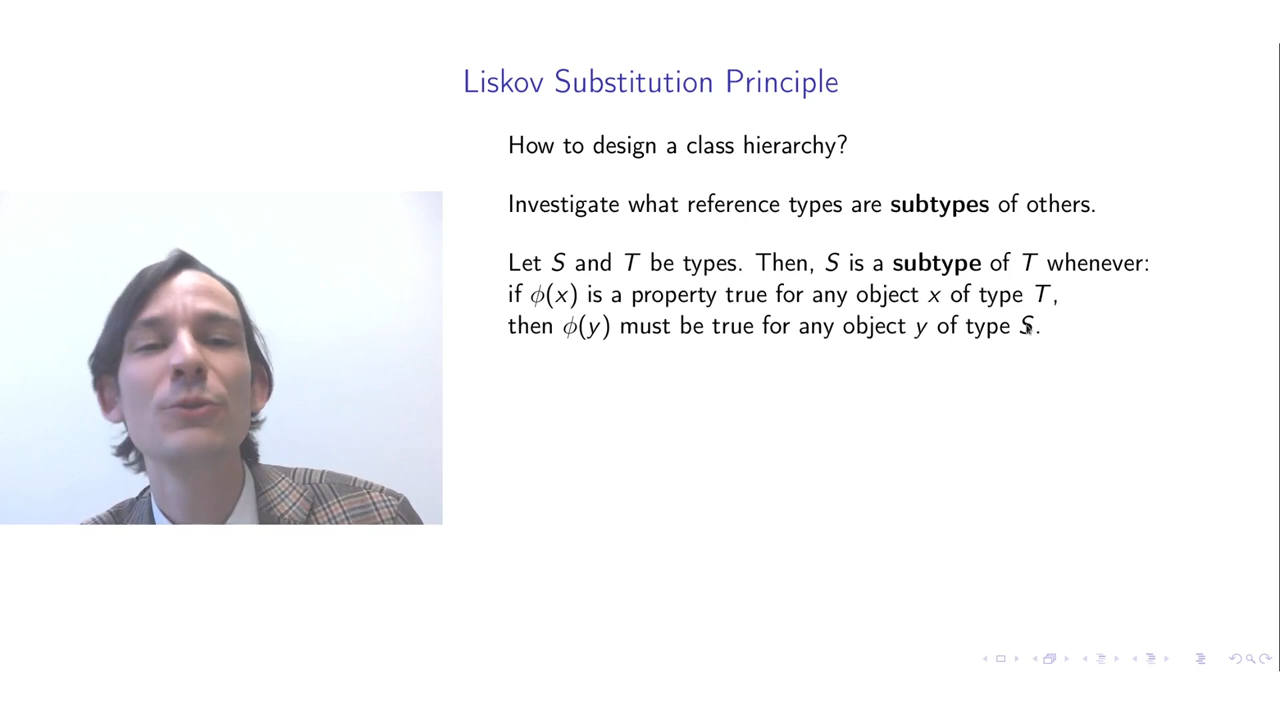 Liskov Substitution Principle
How to design a class hierarchy?
Investigate what reference types are subtypes of others.
Let S and T be types. Then, S is a subtype of T whenever:
if ϕ(x) is a property true for any object x of type T,
then ϕ(y) must be true for any object y of type S.